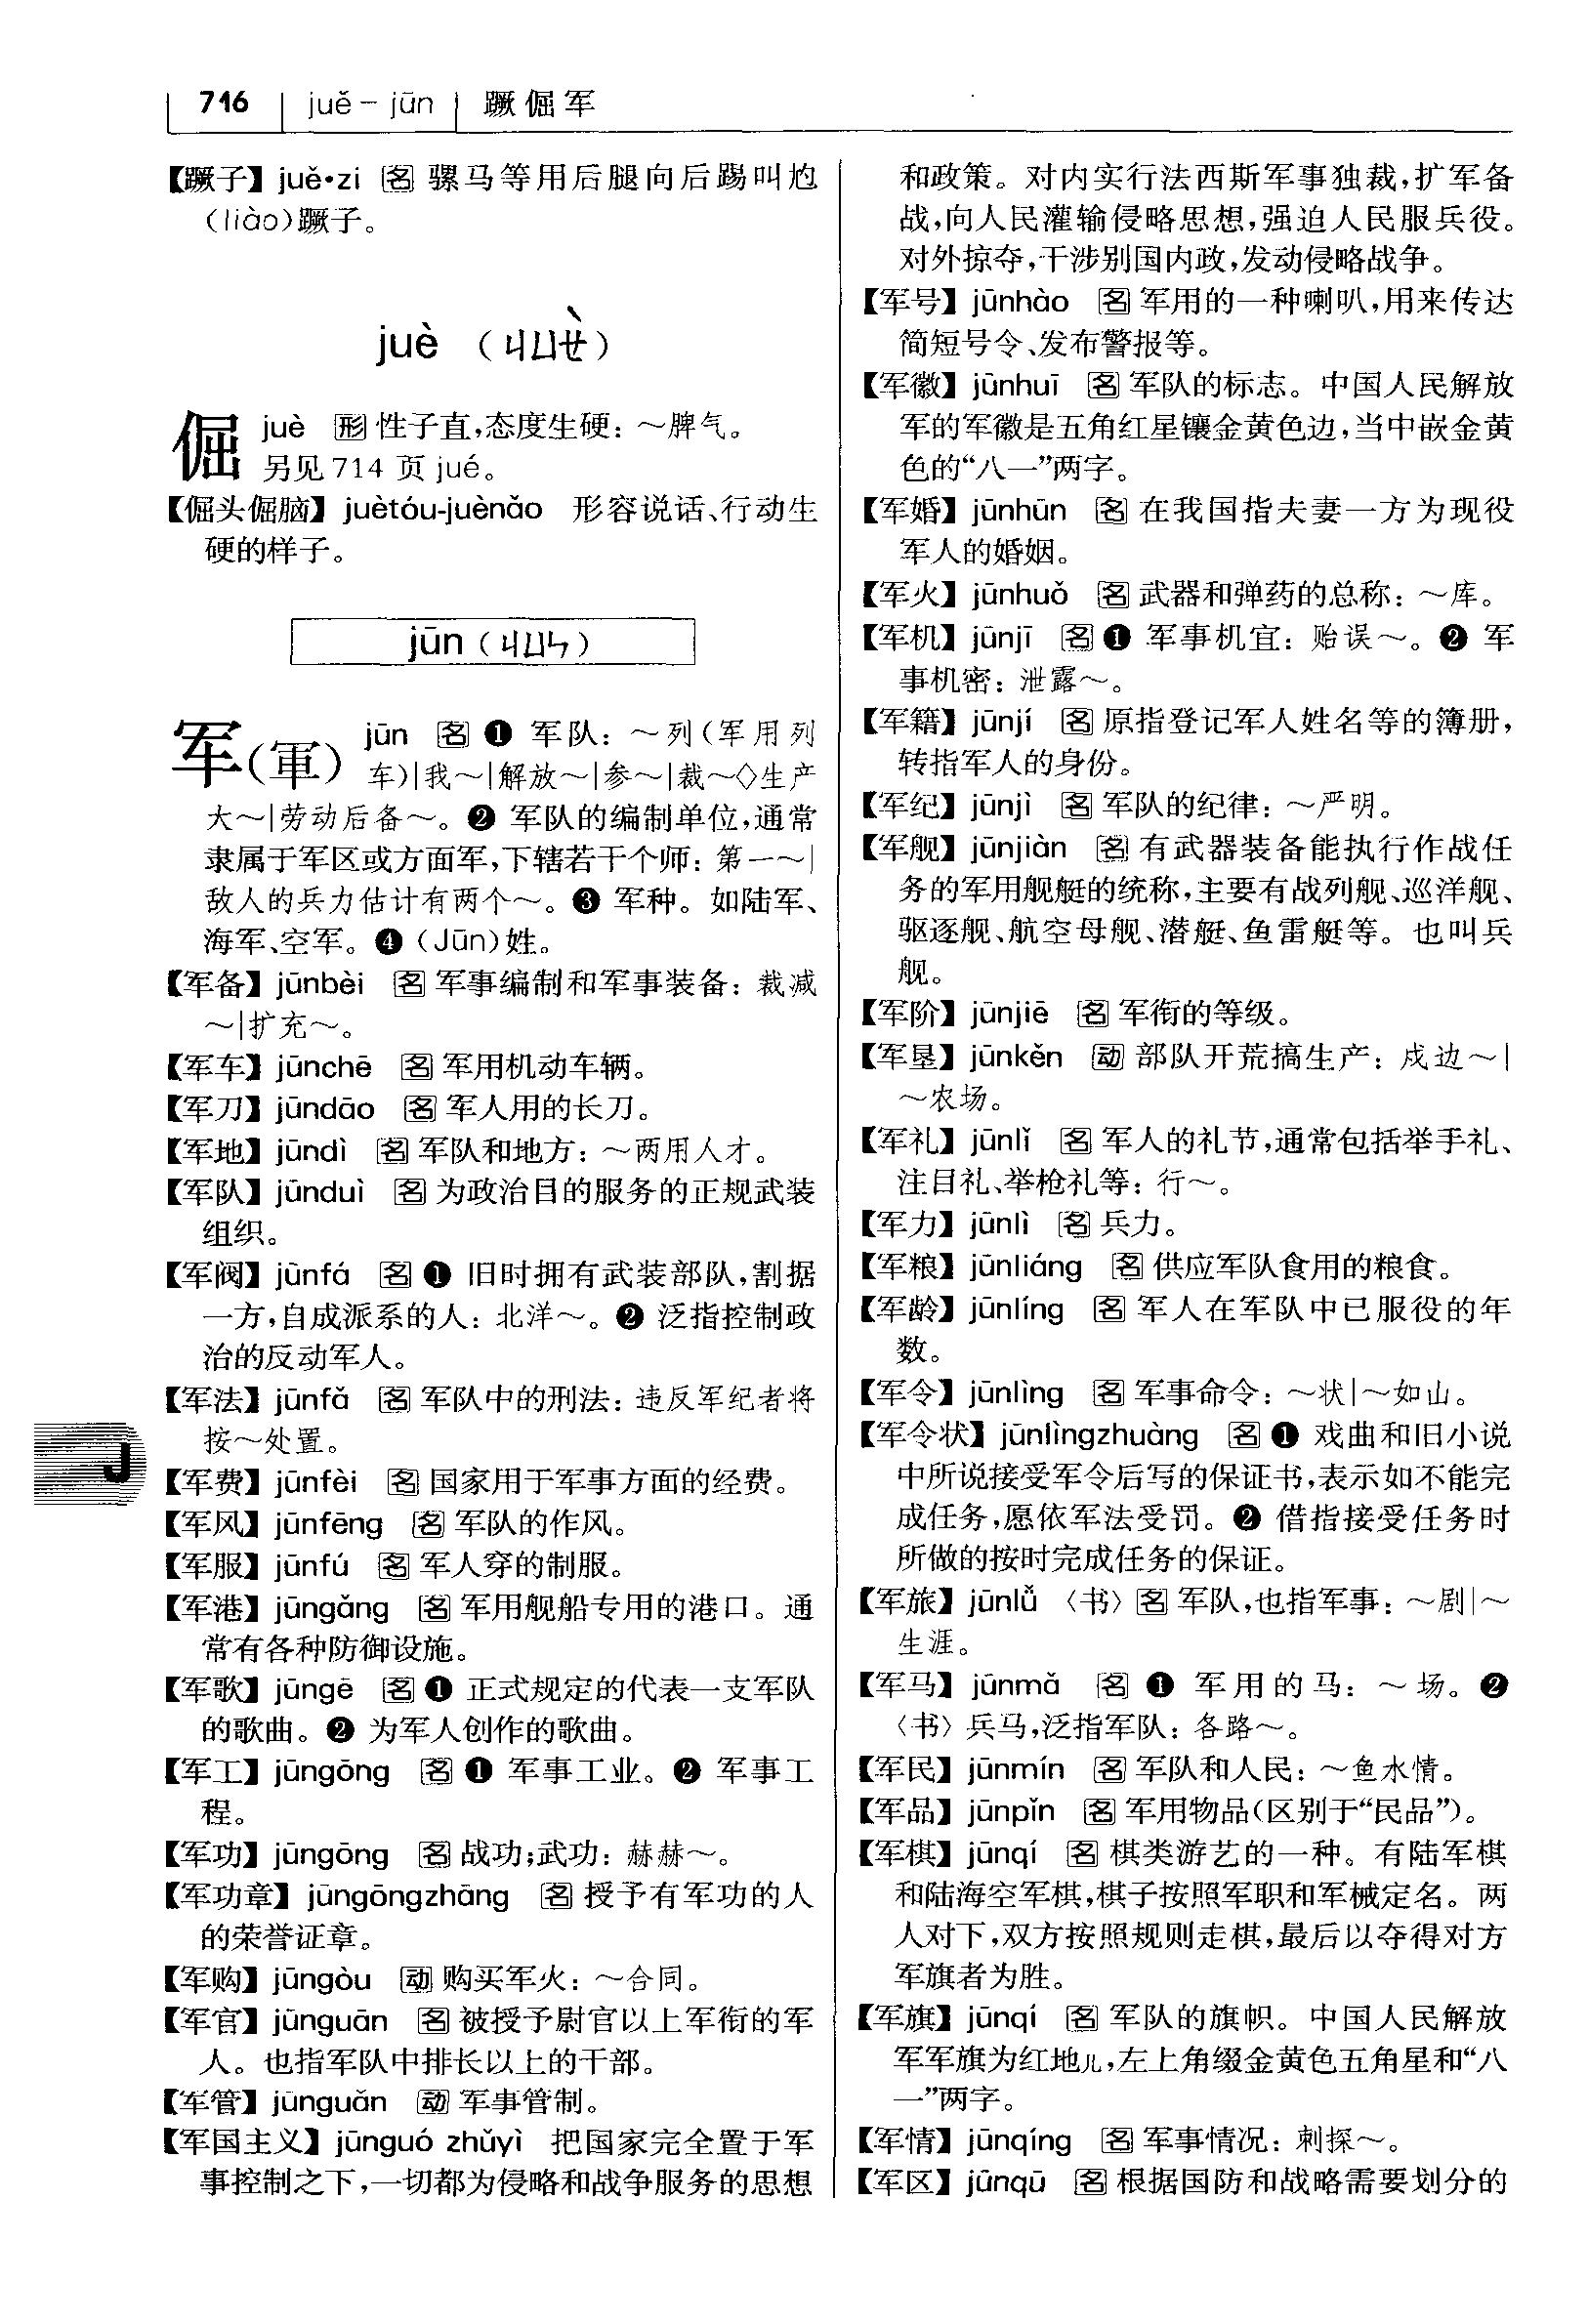 716 juě－jūn 蹶倔军
【蹶子】juě•zi 名 骡马等用后腿向后踢叫尥
（liào）蹶子。
juè （ㄐㄩㄝˋ）
倔 juè 形 性子直，态度生硬：～脾气。
另见 714 页 jué。
【倔头倔脑】juètóu-juènǎo 形容说话、行动生
硬的样子。
jūn（ㄐㄩㄣ）
军（軍） jūn 名 ❶ 军队：～列（军用列
车）|我～|解放～|参～|裁～◇生产
大～|劳动后备～。❷ 军队的编制单位，通常
隶属于军区或方面军，下辖若干个师：第一～|
敌人的兵力估计有两个～。❸ 军种。如陆军、
海军、空军。❹（Jūn）姓。
【军备】jūnbèi 名 军事编制和军事装备：裁减
～|扩充～。
【军车】jūnchē 名 军用机动车辆。
【军刀】jūndāo 名 军人用的长刀。
【军地】jūndì 名 军队和地方：～两用人才。
【军队】jūnduì 名 为政治目的服务的正规武装
组织。
【军阀】jūnfá 名 ❶ 旧时拥有武装部队，割据
一方，自成派系的人：北洋～。❷ 泛指控制政
治的反动军人。
【军法】jūnfǎ 名 军队中的刑法：违反军纪者将
按～处置。
J
【军费】jūnfèi 名 国家用于军事方面的经费。
【军风】jūnfēng 名 军队的作风。
【军服】jūnfú 名 军人穿的制服。
【军港】jūngǎng 名 军用舰船专用的港口。通
常有各种防御设施。
【军歌】jūngē 名 ❶ 正式规定的代表一支军队
的歌曲。❷ 为军人创作的歌曲。
【军工】jūngōng 名 ❶ 军事工业。❷ 军事工
程。
【军功】jūngōng 名 战功；武功：赫赫～。
【军功章】jūngōngzhāng 名 授予有军功的人
的荣誉证章。
【军购】jūngòu 动 购买军火：～合同。
【军官】jūnguān 名 被授予尉官以上军衔的军
人。也指军队中排长以上的干部。
【军管】jūnguǎn 动 军事管制。
【军国主义】jūnguó zhǔyì 把国家完全置于军
事控制之下，一切都为侵略和战争服务的思想
和政策。对内实行法西斯军事独裁，扩军备
战，向人民灌输侵略思想，强迫人民服兵役。
对外掠夺，干涉别国内政，发动侵略战争。
【军号】jūnhào 名 军用的一种喇叭，用来传达
简短号令、发布警报等。
【军徽】jūnhuī 名 军队的标志。中国人民解放
军的军徽是五角红星镶金黄色边，当中嵌金黄
色的“八一”两字。
【军婚】jūnhūn 名 在我国指夫妻一方为现役
军人的婚姻。
【军火】jūnhuǒ 名 武器和弹药的总称：～库。
【军机】jūnjī 名 ❶ 军事机宜：贻误～。❷ 军
事机密：泄露～。
【军籍】jūnjí 名 原指登记军人姓名等的簿册，
转指军人的身份。
【军纪】jūnjì 名 军队的纪律：～严明。
【军舰】jūnjiàn 名 有武器装备能执行作战任
务的军用舰艇的统称，主要有战列舰、巡洋舰、
驱逐舰、航空母舰、潜艇、鱼雷艇等。也叫兵
舰。
【军阶】jūnjiē 名 军衔的等级。
【军垦】jūnkěn 动 部队开荒搞生产：戍边～|
～农场。
【军礼】jūnlǐ 名 军人的礼节，通常包括举手礼、
注目礼、举枪礼等：行～。
【军力】jūnlì 名 兵力。
【军粮】jūnliáng 名 供应军队食用的粮食。
【军龄】jūnlíng 名 军人在军队中已服役的年
数。
【军令】jūnlìng 名 军事命令：～状|～如山。
【军令状】jūnlìngzhuàng 名 ❶ 戏曲和旧小说
中所说接受军令后写的保证书，表示如不能完
成任务，愿依军法受罚。❷ 借指接受任务时
所做的按时完成任务的保证。
【军旅】jūnlǚ 〈书〉名 军队，也指军事：～剧|～
生涯。
【军马】jūnmǎ 名 ❶ 军用的马：～场。❷
〈书〉兵马，泛指军队：各路～。
【军民】jūnmín 名 军队和人民：～鱼水情。
【军品】jūnpǐn 名 军用物品（区别于“民品”）。
【军棋】jūnqí 名 棋类游艺的一种。有陆军棋
和陆海空军棋，棋子按照军职和军械定名。两
人对下，双方按照规则走棋，最后以夺得对方
军旗者为胜。
【军旗】jūnqí 名 军队的旗帜。中国人民解放
军军旗为红地儿，左上角缀金黄色五角星和“八
一”两字。
【军情】jūnqíng 名 军事情况：刺探～。
【军区】jūnqū 名 根据国防和战略需要划分的